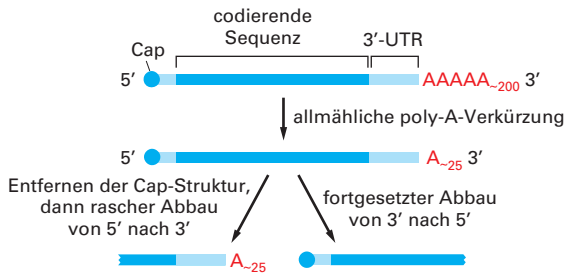 codierende
Sequenz
3’-UTR
Cap
5’ AAAAA~200 3’
allmähliche poly-A-Verkürzung
5’ A~25 3’
Entfernen der Cap-Struktur,
dann rascher Abbau
von 5’ nach 3’
fortgesetzter Abbau
von 3’ nach 5’
A~25